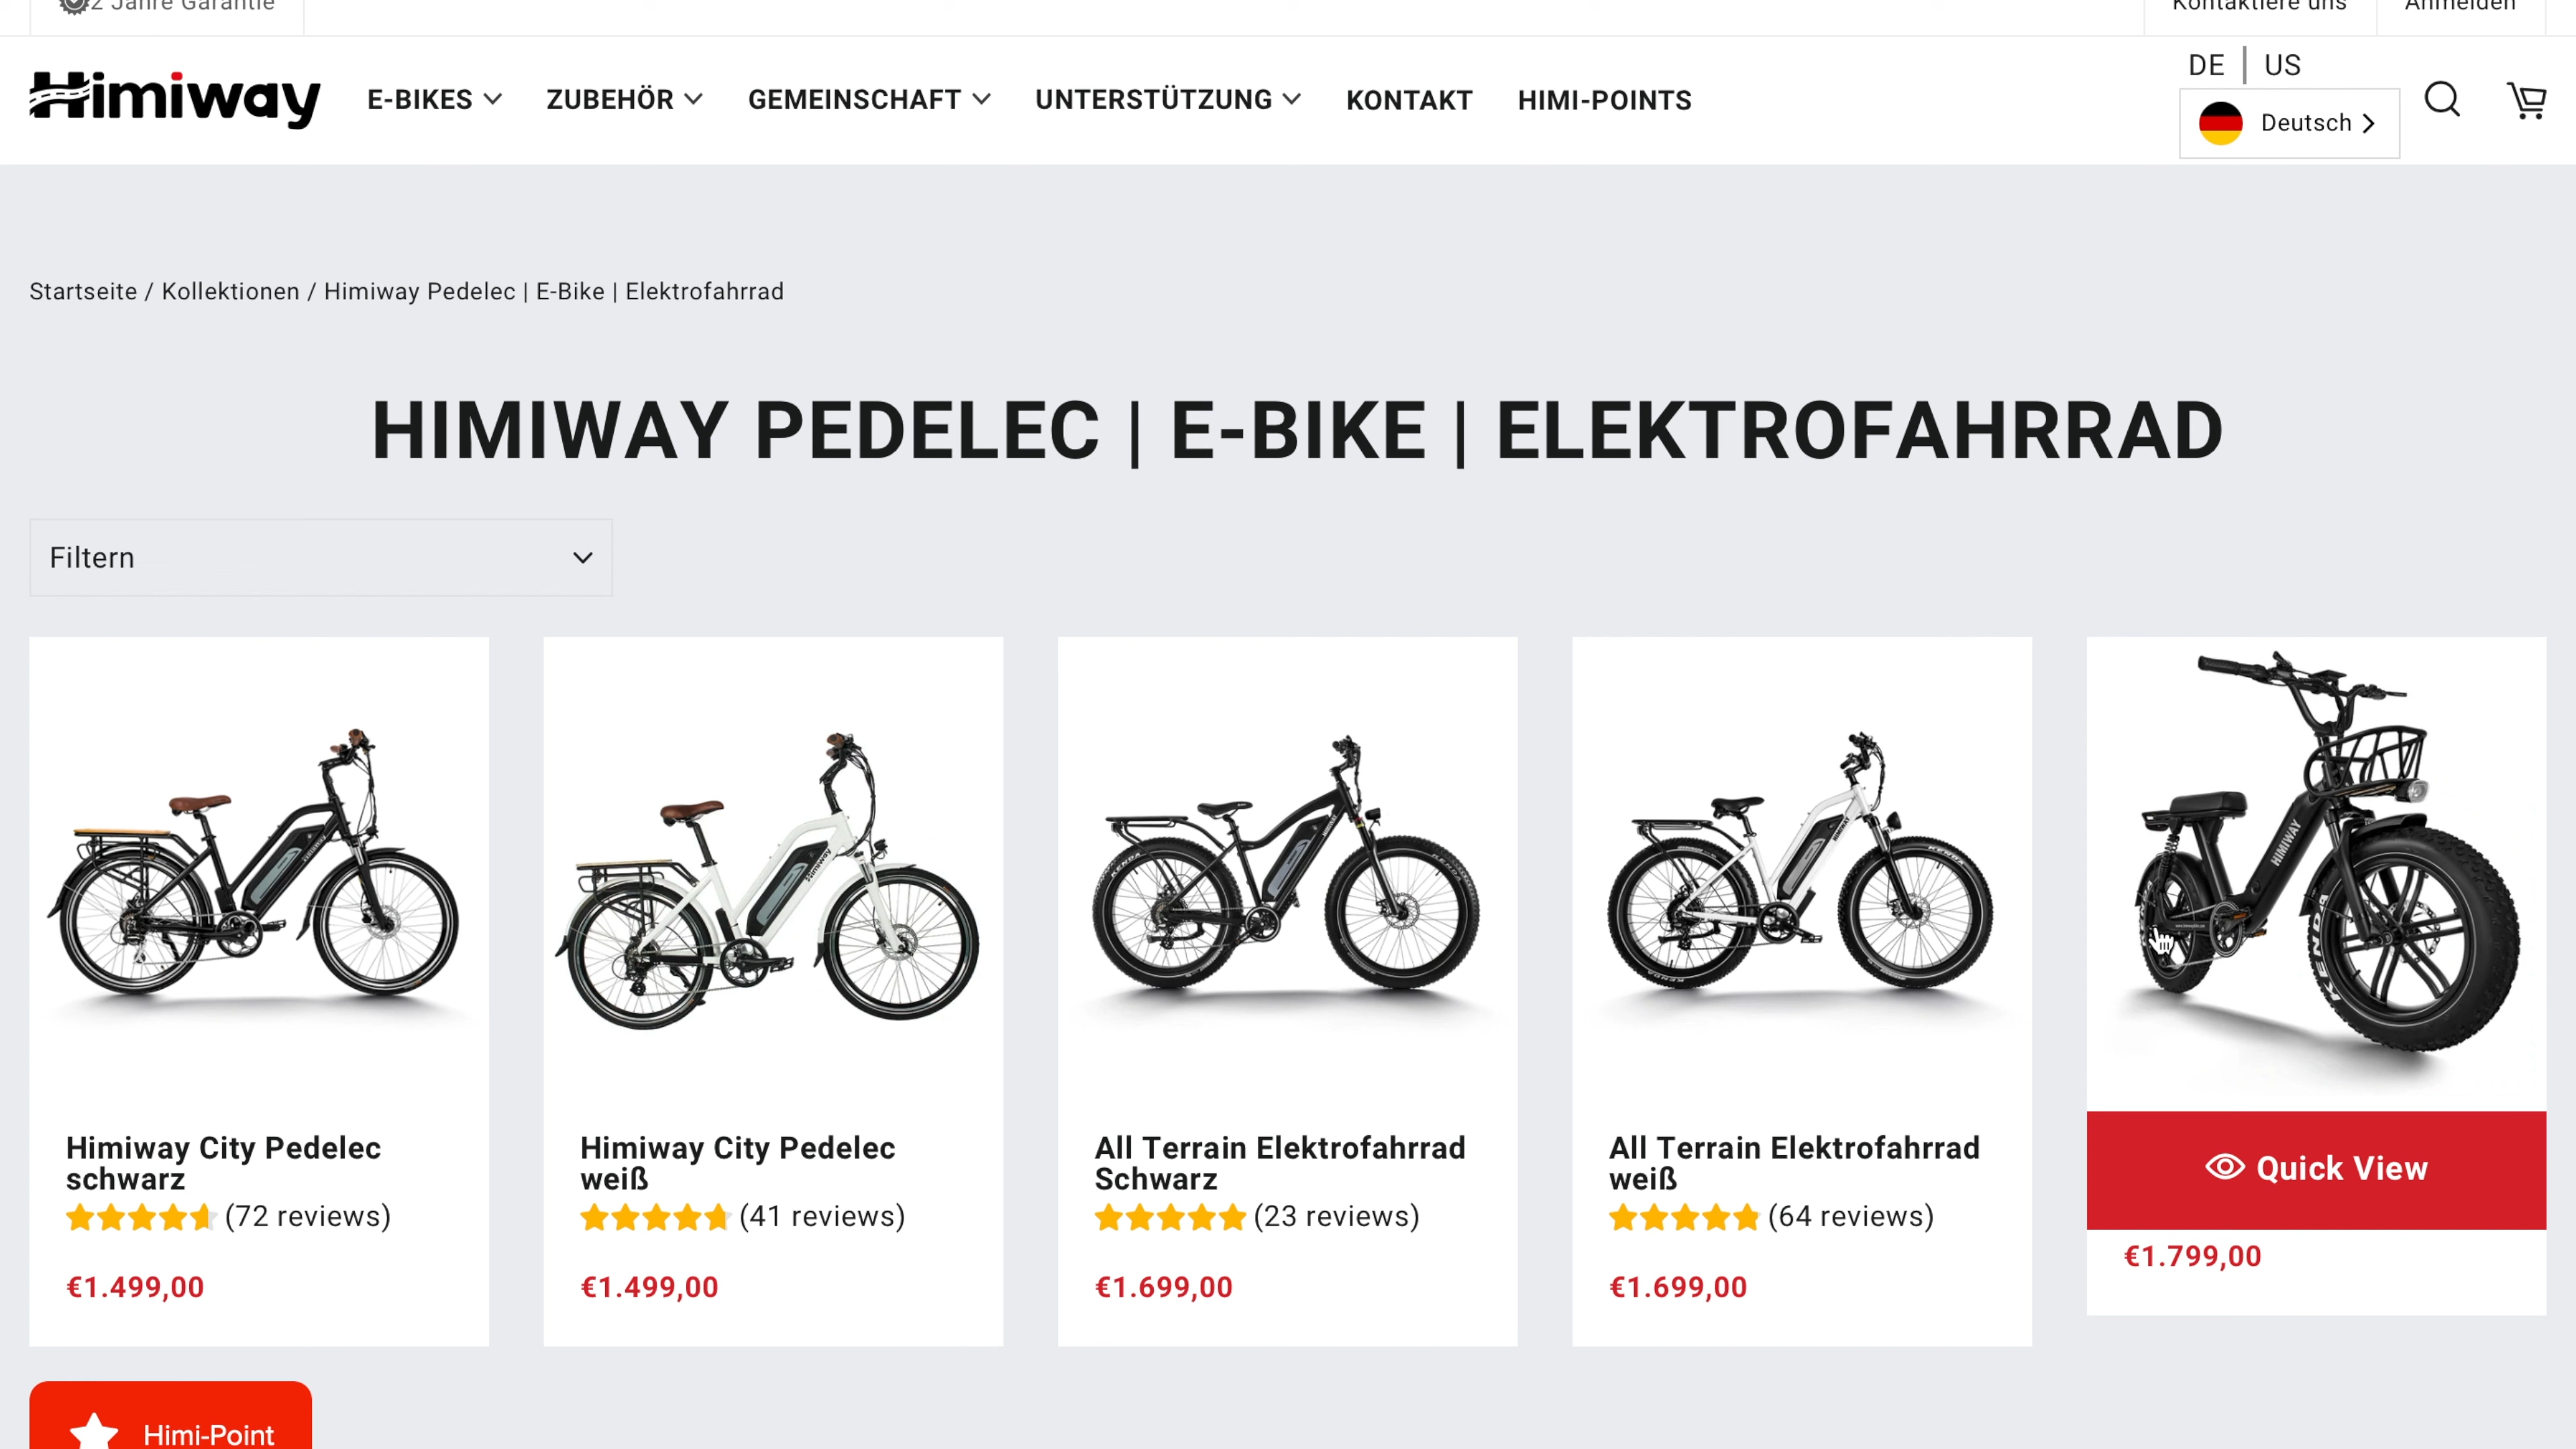 2 Jahre Garantie
Kontaktiere uns
Anmelden
Himiway
E-BIKES
ZUBEHÖR
GEMEINSCHAFT
UNTERSTÜTZUNG
KONTAKT
HIMI-POINTS
DE | US
Deutsch
Startseite / Kollektionen / Himiway Pedelec | E-Bike | Elektrofahrrad
HIMIWAY PEDELEC | E-BIKE | ELEKTROFAHRRAD
Filtern
HIMIWAY
KENDA
Himiway City Pedelec
schwarz
(72 reviews)
€1.499,00
Himiway City Pedelec
weiß
(41 reviews)
€1.499,00
All Terrain Elektrofahrrad
Schwarz
(23 reviews)
€1.699,00
All Terrain Elektrofahrrad
weiß
(64 reviews)
€1.699,00
Quick View
€1.799,00
Himi-Point